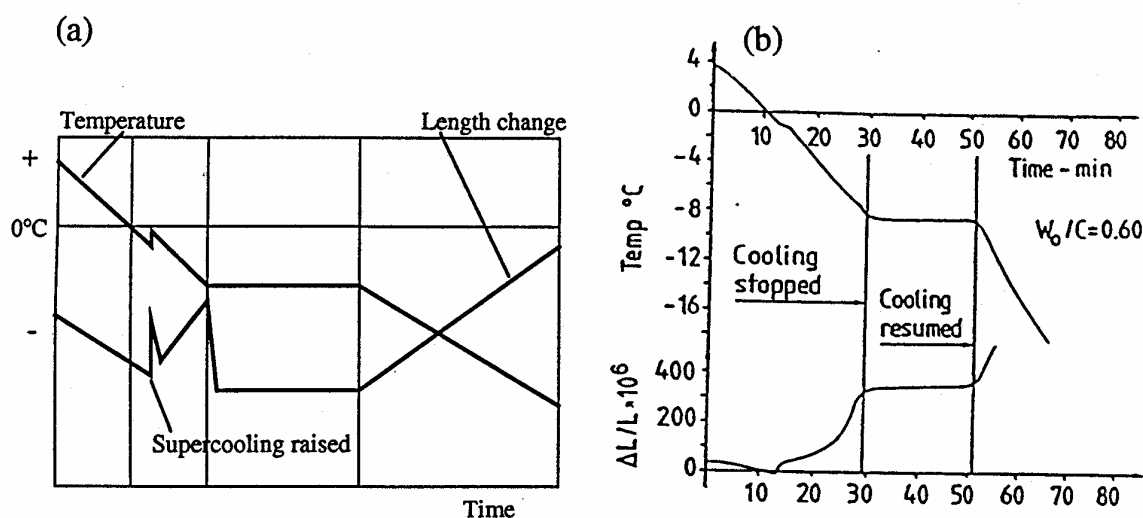 (a)
Temperature
Length change
+
0°C
-
Supercooling raised
Time
(b)
4
0
-4
-8
-12
-16
Temp °C
10 20 30 40 50 60 70 80
Time - min
W₀/C=0.60
Cooling
stopped
Cooling
resumed
400
200
0
ΔL/L×10⁶
10 20 30 40 50 60 70 80